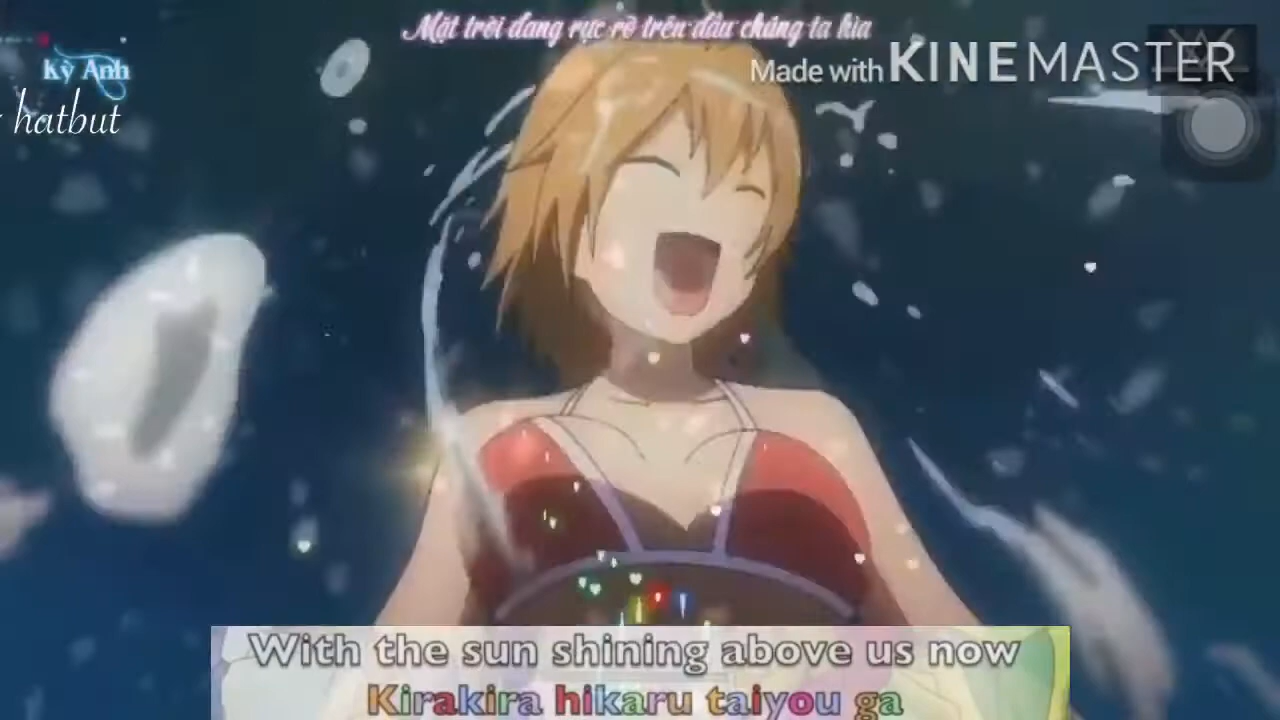 Mặt trời đang rực rỡ trên đầu chúng ta kìa
Made with KINEMASTER
Kỳ Anh
hatbut
With the sun shining above us now
Kirakira hikaru taiyou ga